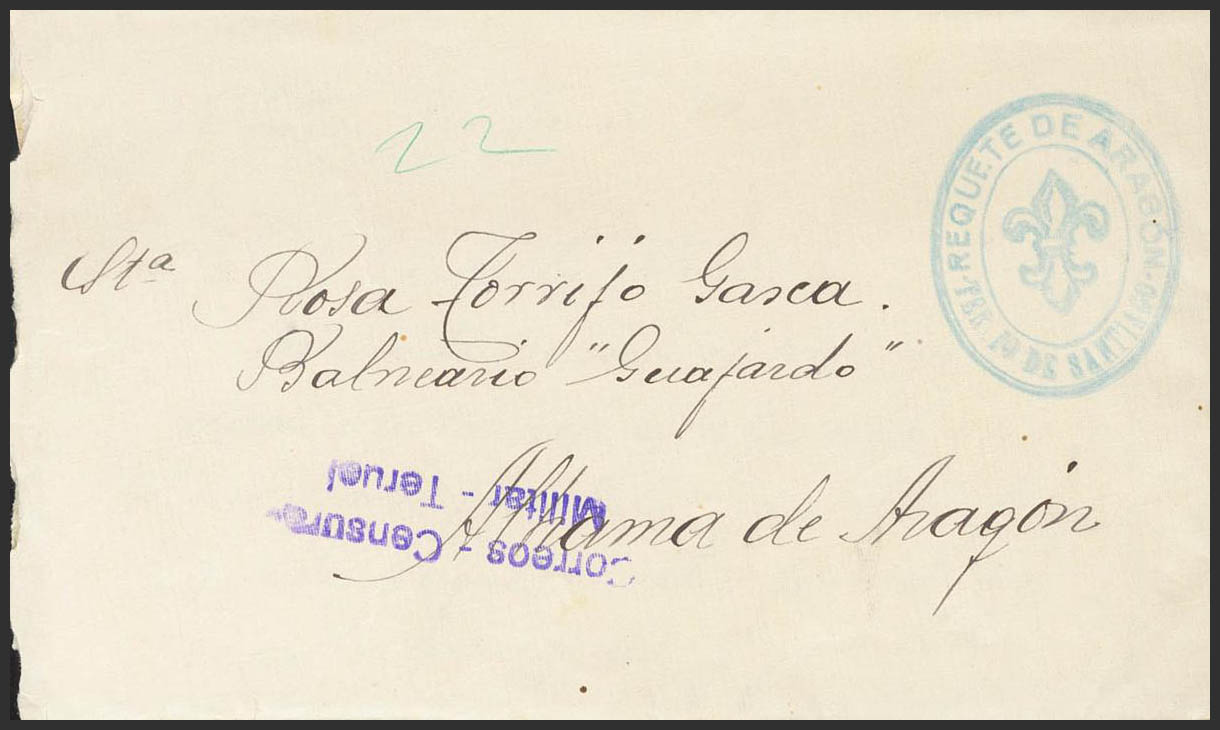 22
REQUETE DE ARAGON. DE SANTIAGO
Sta Rosa Torrijo Gasca.
Balneario "Guajardo"
Alhama de Aragón
Correos - Censura
Militar - Teruel